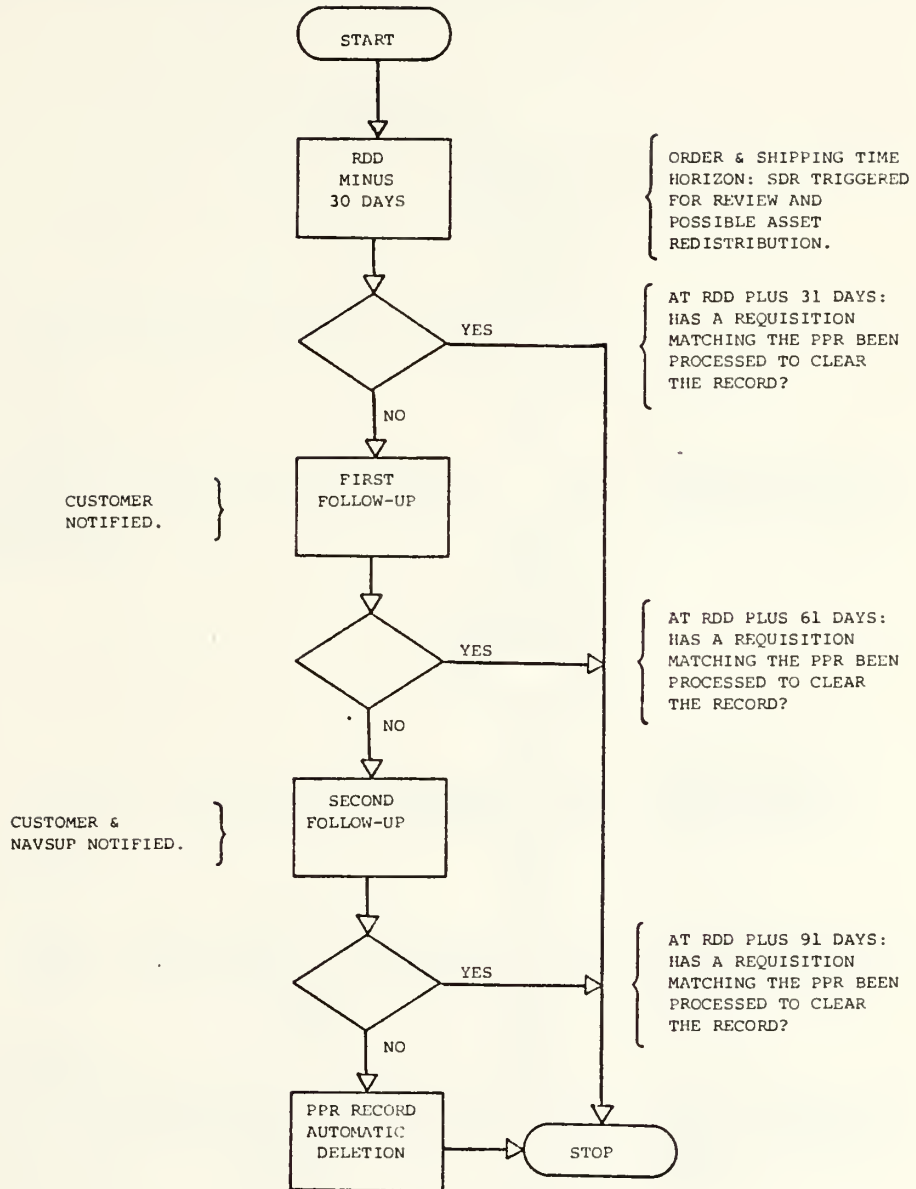 START
RDD
MINUS
30 DAYS
ORDER & SHIPPING TIME
HORIZON: SDR TRIGGERED
FOR REVIEW AND
POSSIBLE ASSET
REDISTRIBUTION.
YES
AT RDD PLUS 31 DAYS:
HAS A REQUISITION
MATCHING THE PPR BEEN
PROCESSED TO CLEAR
THE RECORD?
NO
CUSTOMER
NOTIFIED.
FIRST
FOLLOW-UP
YES
AT RDD PLUS 61 DAYS:
HAS A REQUISITION
MATCHING THE PPR BEEN
PROCESSED TO CLEAR
THE RECORD?
NO
CUSTOMER &
NAVSUP NOTIFIED.
SECOND
FOLLOW-UP
YES
AT RDD PLUS 91 DAYS:
HAS A REQUISITION
MATCHING THE PPR BEEN
PROCESSED TO CLEAR
THE RECORD?
NO
PPR RECORD
AUTOMATIC
DELETION
STOP